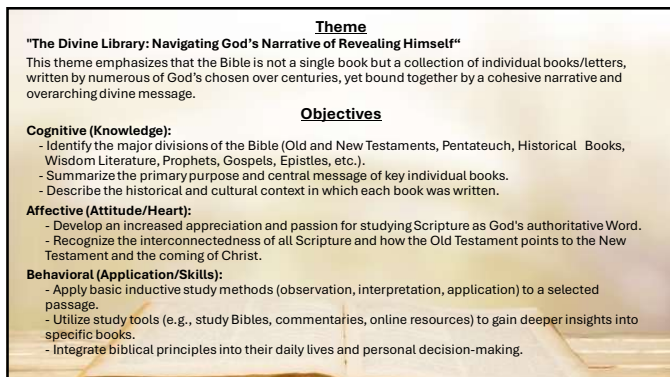 Theme
"The Divine Library: Navigating God’s Narrative of Revealing Himself“
This theme emphasizes that the Bible is not a single book but a collection of individual books/letters,
written by numerous of God’s chosen over centuries, yet bound together by a cohesive narrative and
overarching divine message.
Objectives
Cognitive (Knowledge):
- Identify the major divisions of the Bible (Old and New Testaments, Pentateuch, Historical Books,
Wisdom Literature, Prophets, Gospels, Epistles, etc.).
- Summarize the primary purpose and central message of key individual books.
- Describe the historical and cultural context in which each book was written.
Affective (Attitude/Heart):
- Develop an increased appreciation and passion for studying Scripture as God's authoritative Word.
- Recognize the interconnectedness of all Scripture and how the Old Testament points to the New
Testament and the coming of Christ.
Behavioral (Application/Skills):
- Apply basic inductive study methods (observation, interpretation, application) to a selected
passage.
- Utilize study tools (e.g., study Bibles, commentaries, online resources) to gain deeper insights into
specific books.
- Integrate biblical principles into their daily lives and personal decision-making.